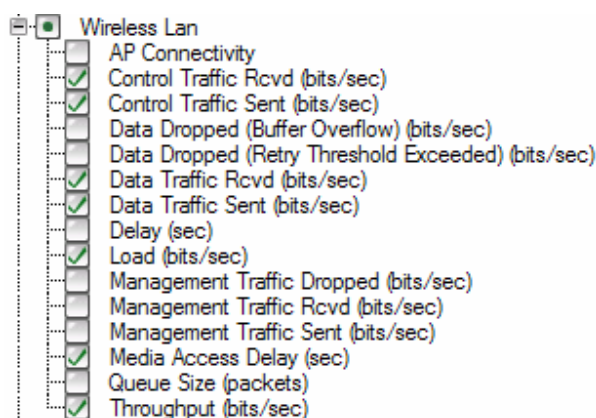 Wireless Lan
AP Connectivity
Control Traffic Rcvd (bits/sec)
Control Traffic Sent (bits/sec)
Data Dropped (Buffer Overflow) (bits/sec)
Data Dropped (Retry Threshold Exceeded) (bits/sec)
Data Traffic Rcvd (bits/sec)
Data Traffic Sent (bits/sec)
Delay (sec)
Load (bits/sec)
Management Traffic Dropped (bits/sec)
Management Traffic Rcvd (bits/sec)
Management Traffic Sent (bits/sec)
Media Access Delay (sec)
Queue Size (packets)
Throughput (bits/sec)